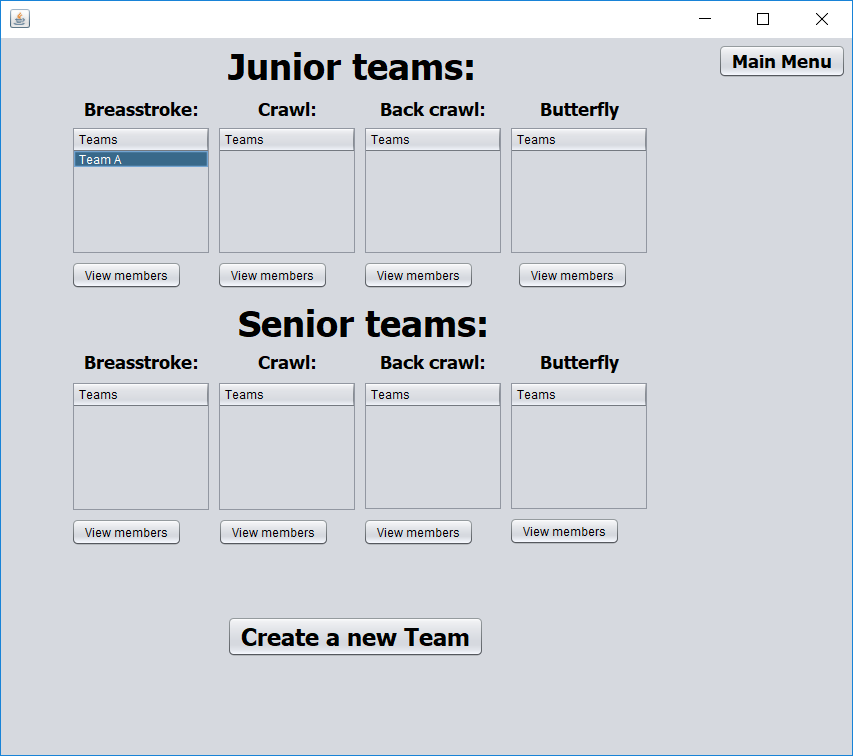 Junior teams:
Main Menu
Breasstroke: Crawl: Back crawl: Butterfly
Teams Teams Teams Teams
Team A
View members View members View members View members
Senior teams:
Breasstroke: Crawl: Back crawl: Butterfly
Teams Teams Teams Teams
View members View members View members View members
Create a new Team